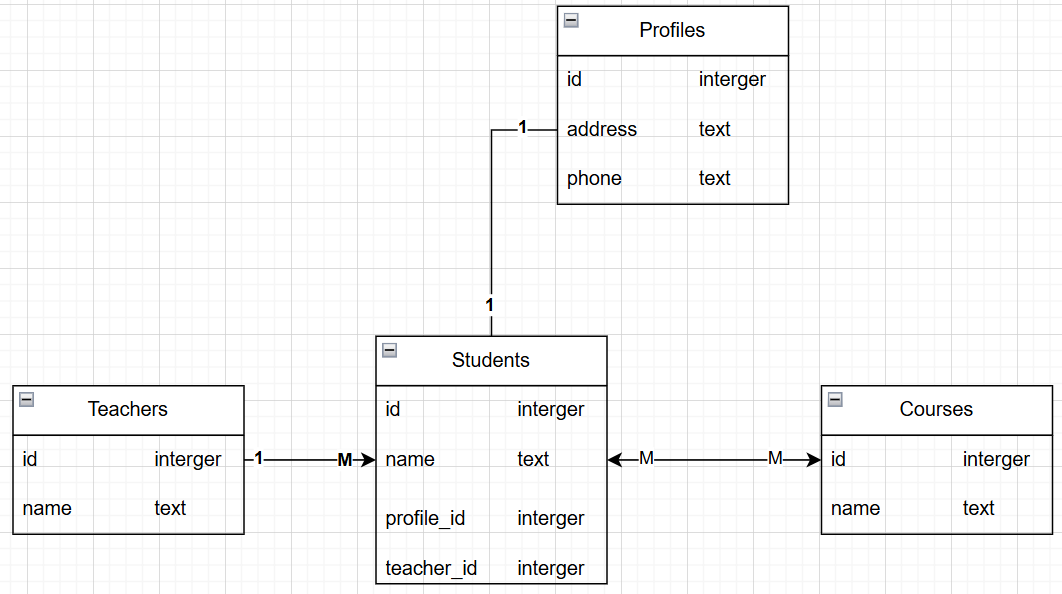 Profiles
id interger
address text
phone text
1
1
Students
id interger
name text
profile_id interger
teacher_id interger
Teachers
id interger
name text
1 M
M M
Courses
id interger
name text